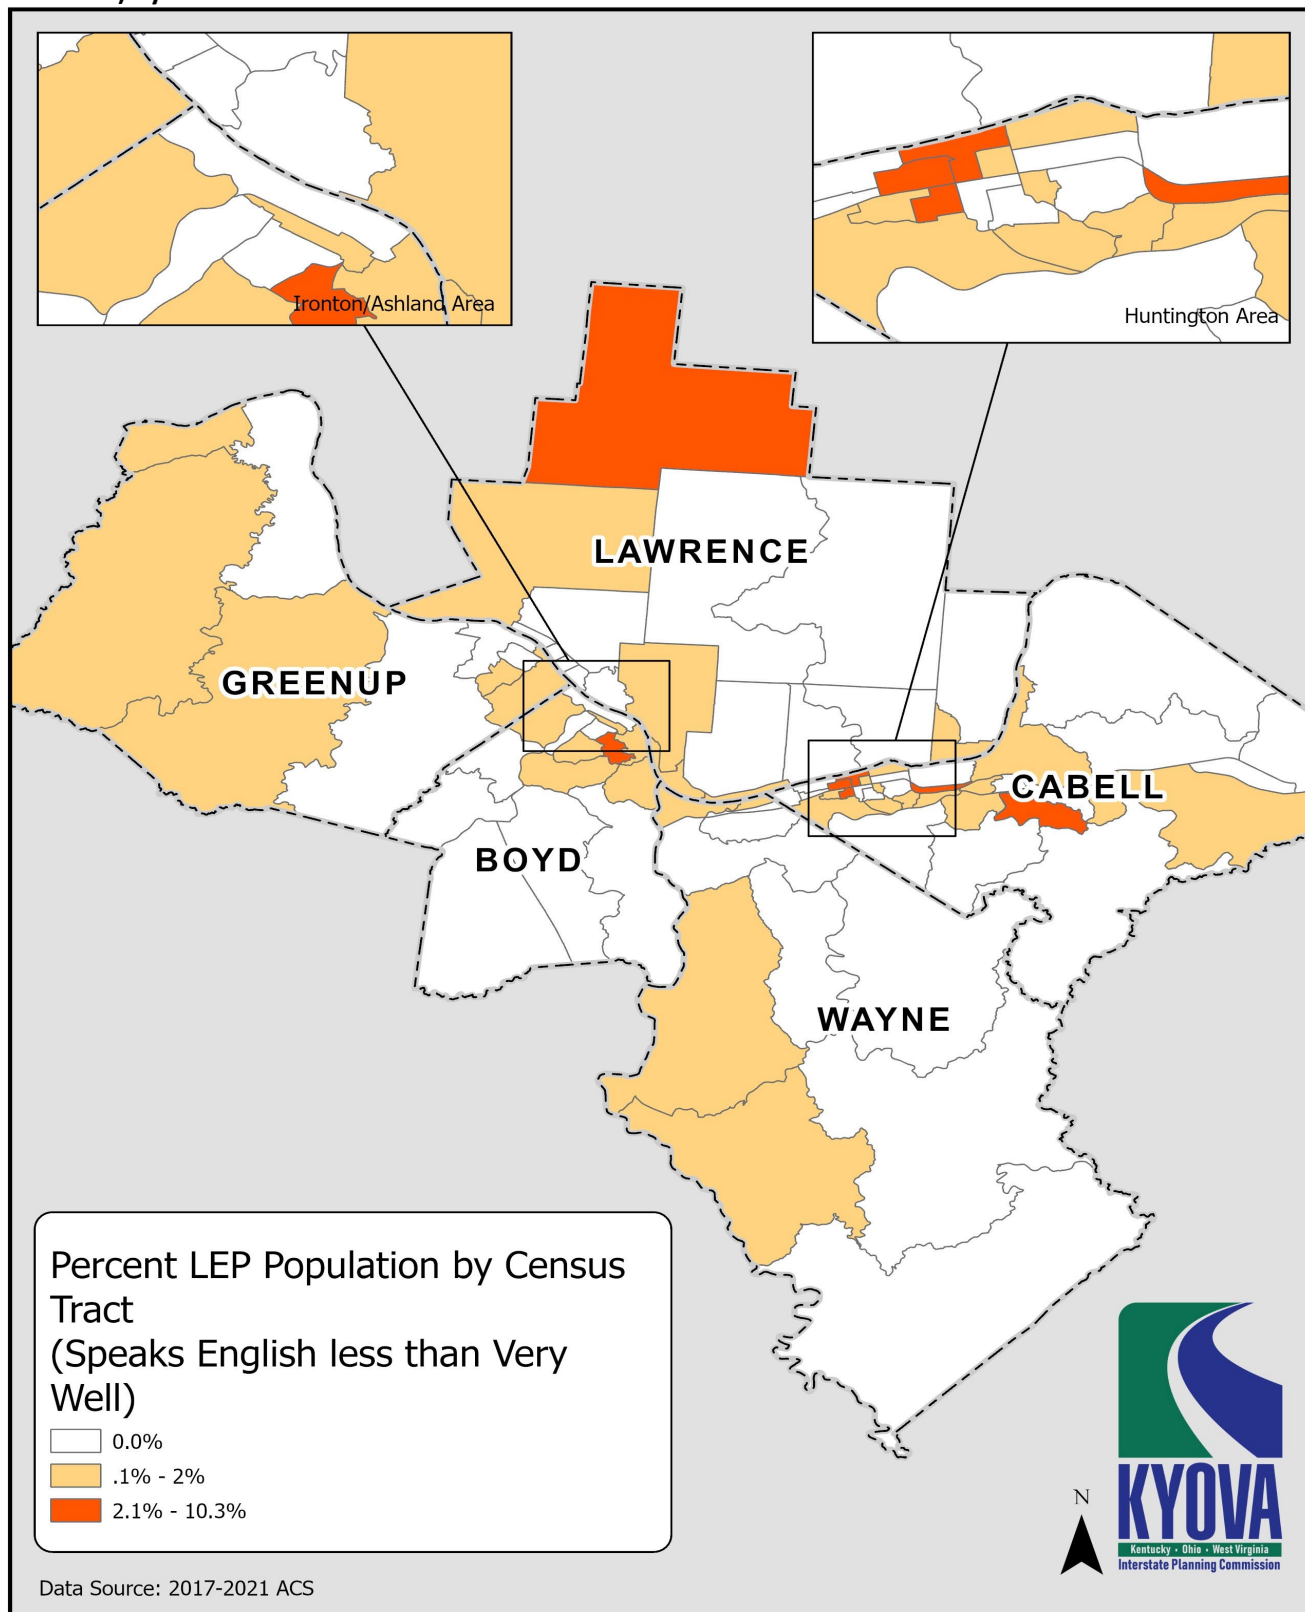 Ironton/Ashland Area
Huntington Area
LAWRENCE
GREENUP
CABELL
BOYD
WAYNE
Percent LEP Population by Census
Tract
(Speaks English less than Very
Well)
0.0%
.1% - 2%
2.1% - 10.3%
N
KYOVA
Kentucky • Ohio • West Virginia
Interstate Planning Commission
Data Source: 2017-2021 ACS